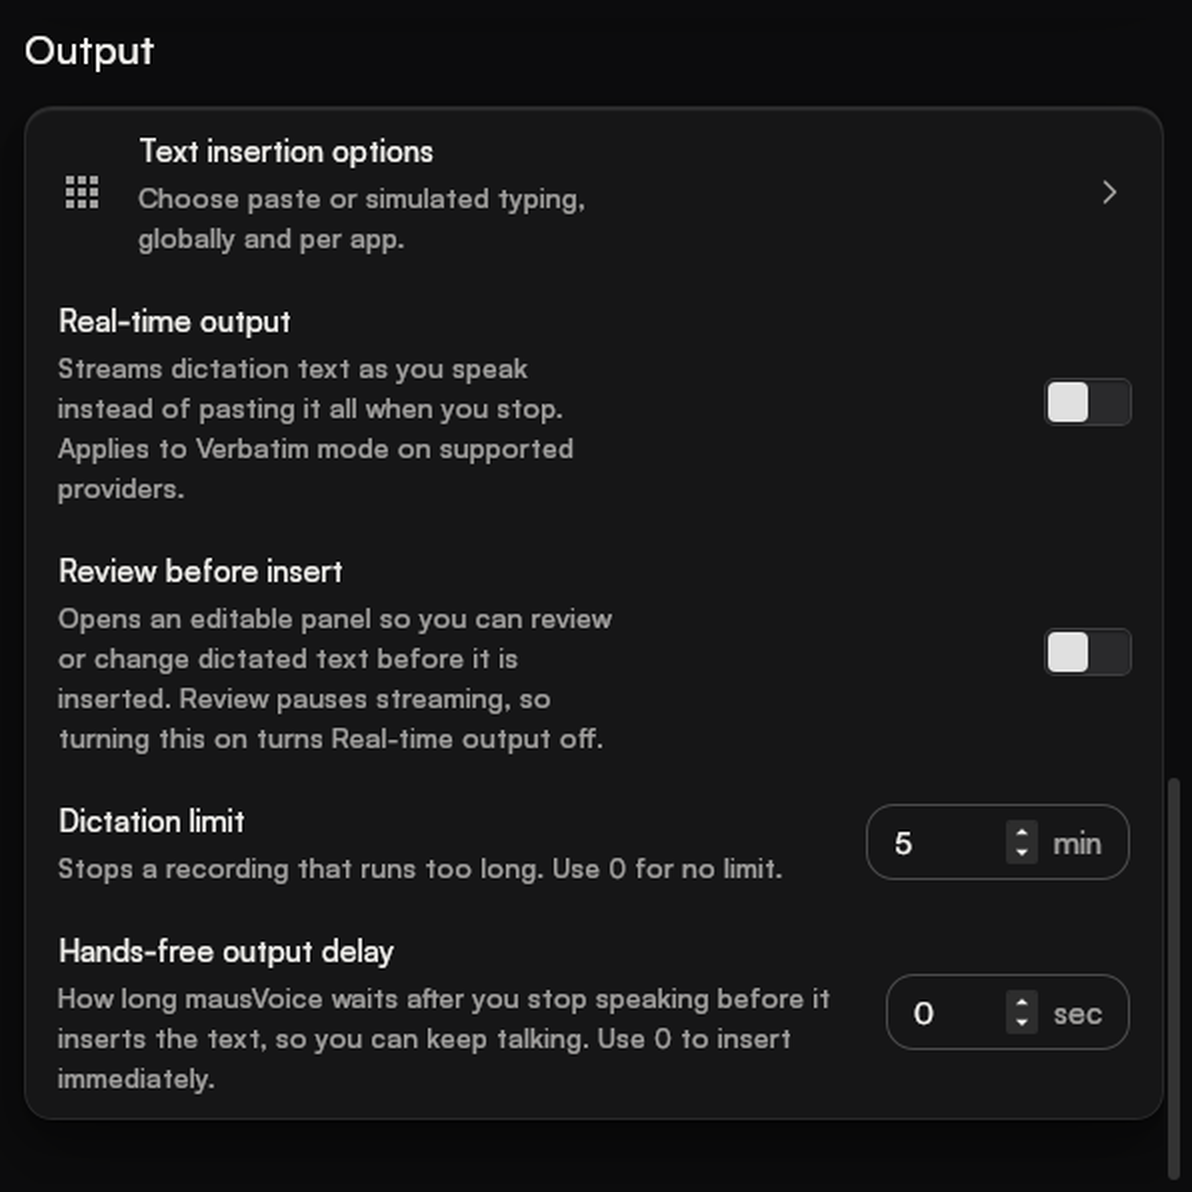 Output
Text insertion options
Choose paste or simulated typing,
globally and per app.
Real-time output
Streams dictation text as you speak
instead of pasting it all when you stop.
Applies to Verbatim mode on supported
providers.
Review before insert
Opens an editable panel so you can review
or change dictated text before it is
inserted. Review pauses streaming, so
turning this on turns Real-time output off.
Dictation limit
Stops a recording that runs too long. Use 0 for no limit.
5 min
Hands-free output delay
How long mausVoice waits after you stop speaking before it
inserts the text, so you can keep talking. Use 0 to insert
immediately.
0 sec